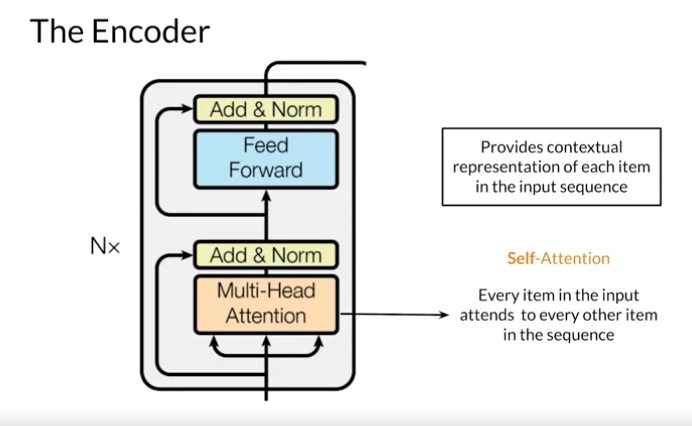 The Encoder
Add & Norm
Feed
Forward
Nx
Add & Norm
Multi-Head
Attention
Provides contextual
representation of each item
in the input sequence
Self-Attention
Every item in the input
attends to every other item
in the sequence